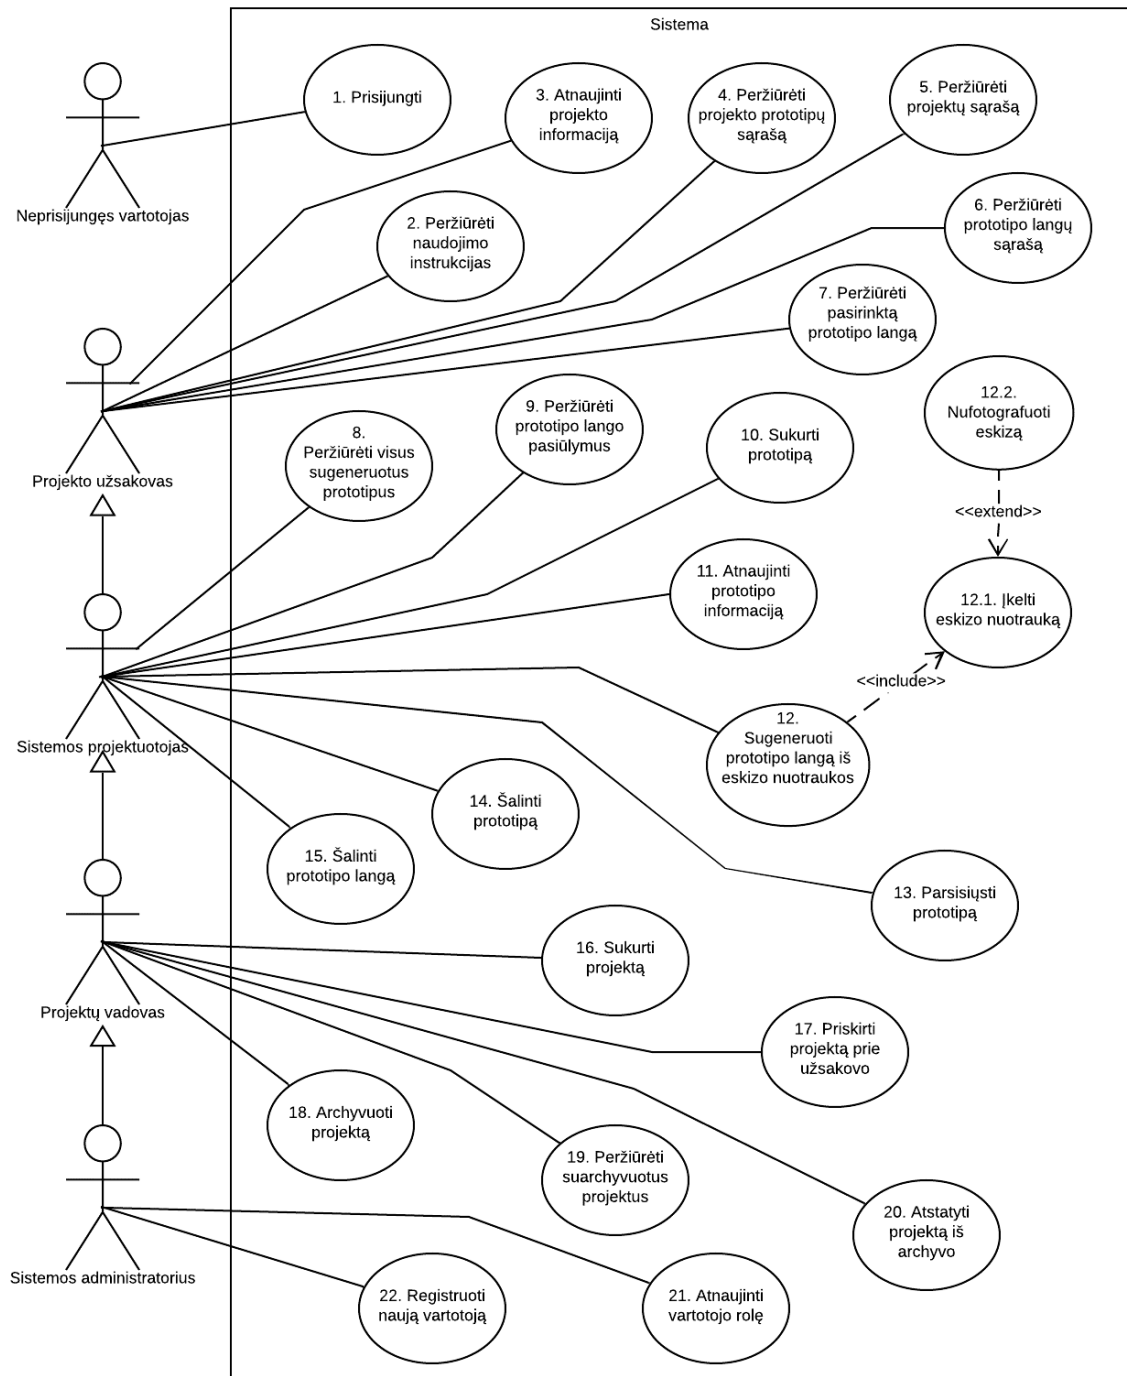 Sistema
1. Prisijungti
3. Atnaujinti
projekto
informaciją
4. Peržiūrėti
projekto prototipų
sąrašą
5. Peržiūrėti
projektų sąrašą
Neprisijungęs vartotojas
2. Peržiūrėti
naudojimo
instrukcijas
6. Peržiūrėti
prototipo langų
sąrašą
7. Peržiūrėti
pasirinktą
prototipo langą
Projekto užsakovas
8.
Peržiūrėti visus
sugeneruotus
prototipus
9. Peržiūrėti
prototipo lango
pasiūlymus
10. Sukurti
prototipą
12.2.
Nufotografuoti
eskizą
<<extend>>
11. Atnaujinti
prototipo
informaciją
12.1. Įkelti
eskizo nuotrauką
<<include>>
Sistemos projektuotojas
12.
Sugeneruoti
prototipo langą iš
eskizo nuotraukos
14. Šalinti
prototipą
15. Šalinti
prototipo langą
13. Parsisiųsti
prototipą
16. Sukurti
projektą
Projektų vadovas
17. Priskirti
projektą prie
užsakovo
18. Archyvuoti
projektą
19. Peržiūrėti
suarchyvuotus
projektus
20. Atstatyti
projektą iš
archyvo
Sistemos administratorius
22. Registruoti
naują vartotoją
21. Atnaujinti
vartotojo rolę